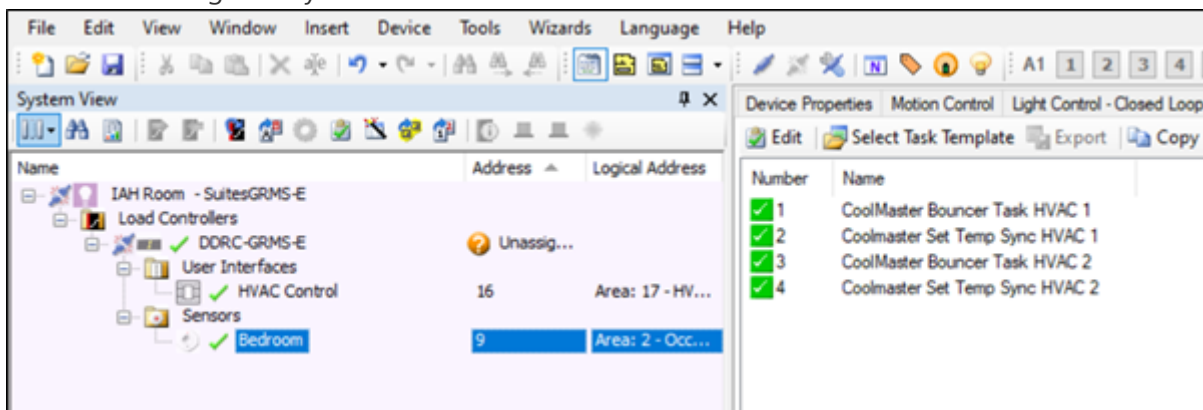 File Edit View Window Insert Device Tools Wizards Language Help
A1 1 2 3 4
System View
Device Properties Motion Control Light Control - Closed Loop
Edit Select Task Template Export Copy
Name Address Logical Address
Number Name
IAH Room - SuitesGRMS-E
1 CoolMaster Bouncer Task HVAC 1
Load Controllers
2 Coolmaster Set Temp Sync HVAC 1
DDRC-GRMS-E Unassig...
3 CoolMaster Bouncer Task HVAC 2
User Interfaces
4 Coolmaster Set Temp Sync HVAC 2
HVAC Control 16 Area: 17 - HV...
Sensors
Bedroom 9 Area: 2 - Occ...